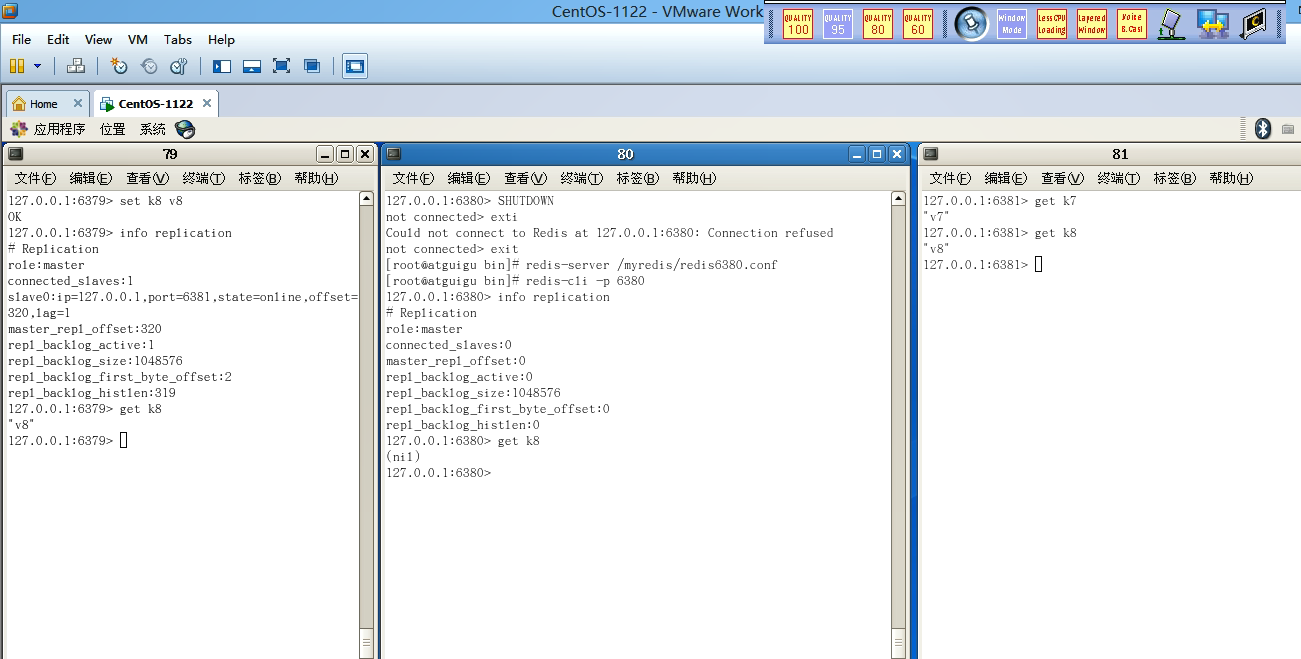 CentOS-1122 - VMware Work
QUALITY 100
QUALITY 95
QUALITY 80
QUALITY 60
Window Mode
Less CPU Loading
Layered Window
Voice B.Cast
File Edit View VM Tabs Help
Home
CentOS-1122
应用程序 位置 系统
79
文件(F) 编辑(E) 查看(V) 终端(T) 标签(B) 帮助(H)
127.0.0.1:6379> set k8 v8
OK
127.0.0.1:6379> info replication
# Replication
role:master
connected_slaves:1
slave0:ip=127.0.0.1,port=6381,state=online,offset=
320,lag=1
master_repl_offset:320
repl_backlog_active:1
repl_backlog_size:1048576
repl_backlog_first_byte_offset:2
repl_backlog_histlen:319
127.0.0.1:6379> get k8
"v8"
127.0.0.1:6379>
80
文件(F) 编辑(E) 查看(V) 终端(T) 标签(B) 帮助(H)
127.0.0.1:6380> SHUTDOWN
not connected> exti
Could not connect to Redis at 127.0.0.1:6380: Connection refused
not connected> exit
[root@atguigu bin]# redis-server /myredis/redis6380.conf
[root@atguigu bin]# redis-cli -p 6380
127.0.0.1:6380> info replication
# Replication
role:master
connected_slaves:0
master_repl_offset:0
repl_backlog_active:0
repl_backlog_size:1048576
repl_backlog_first_byte_offset:0
repl_backlog_histlen:0
127.0.0.1:6380> get k8
(nil)
127.0.0.1:6380>
81
文件(F) 编辑(E) 查看(V) 终端(T) 标签(B) 帮助(H)
127.0.0.1:6381> get k7
"v7"
127.0.0.1:6381> get k8
"v8"
127.0.0.1:6381>